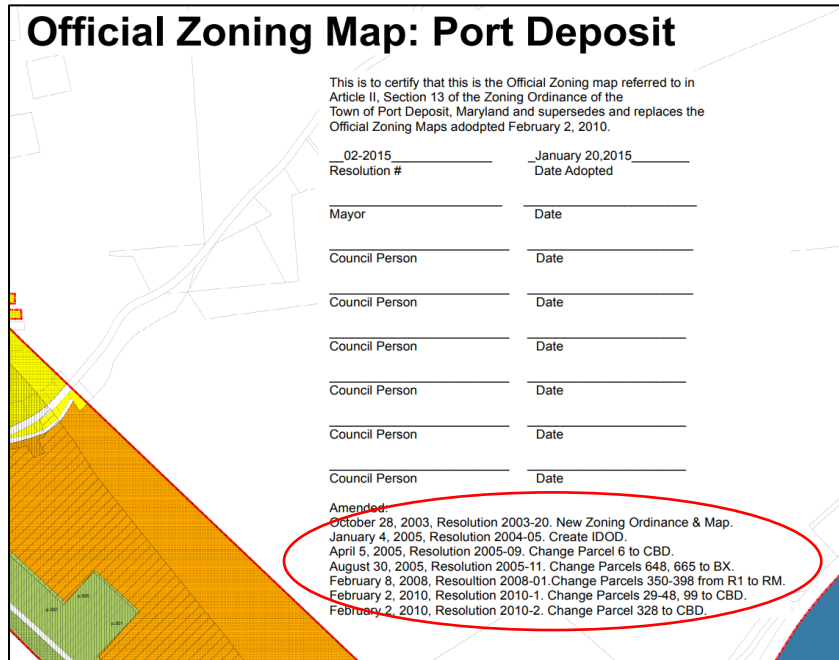 Official Zoning Map: Port Deposit
This is to certify that this is the Official Zoning map referred to in
Article II, Section 13 of the Zoning Ordinance of the
Town of Port Deposit, Maryland and supersedes and replaces the
Official Zoning Maps adodpted February 2, 2010.
__02-2015______________ _January 20,2015________
Resolution # Date Adopted
Mayor Date
Council Person Date
Council Person Date
Council Person Date
Council Person Date
Council Person Date
Council Person Date
Amended:
October 28, 2003, Resolution 2003-20. New Zoning Ordinance & Map.
January 4, 2005, Resolution 2004-05. Create IDOD.
April 5, 2005, Resolution 2005-09. Change Parcel 6 to CBD.
August 30, 2005, Resolution 2005-11. Change Parcels 648, 665 to BX.
February 8, 2008, Resoultion 2008-01.Change Parcels 350-398 from R1 to RM.
February 2, 2010, Resolution 2010-1. Change Parcels 29-48, 99 to CBD.
February 2, 2010, Resolution 2010-2. Change Parcel 328 to CBD.
p.301